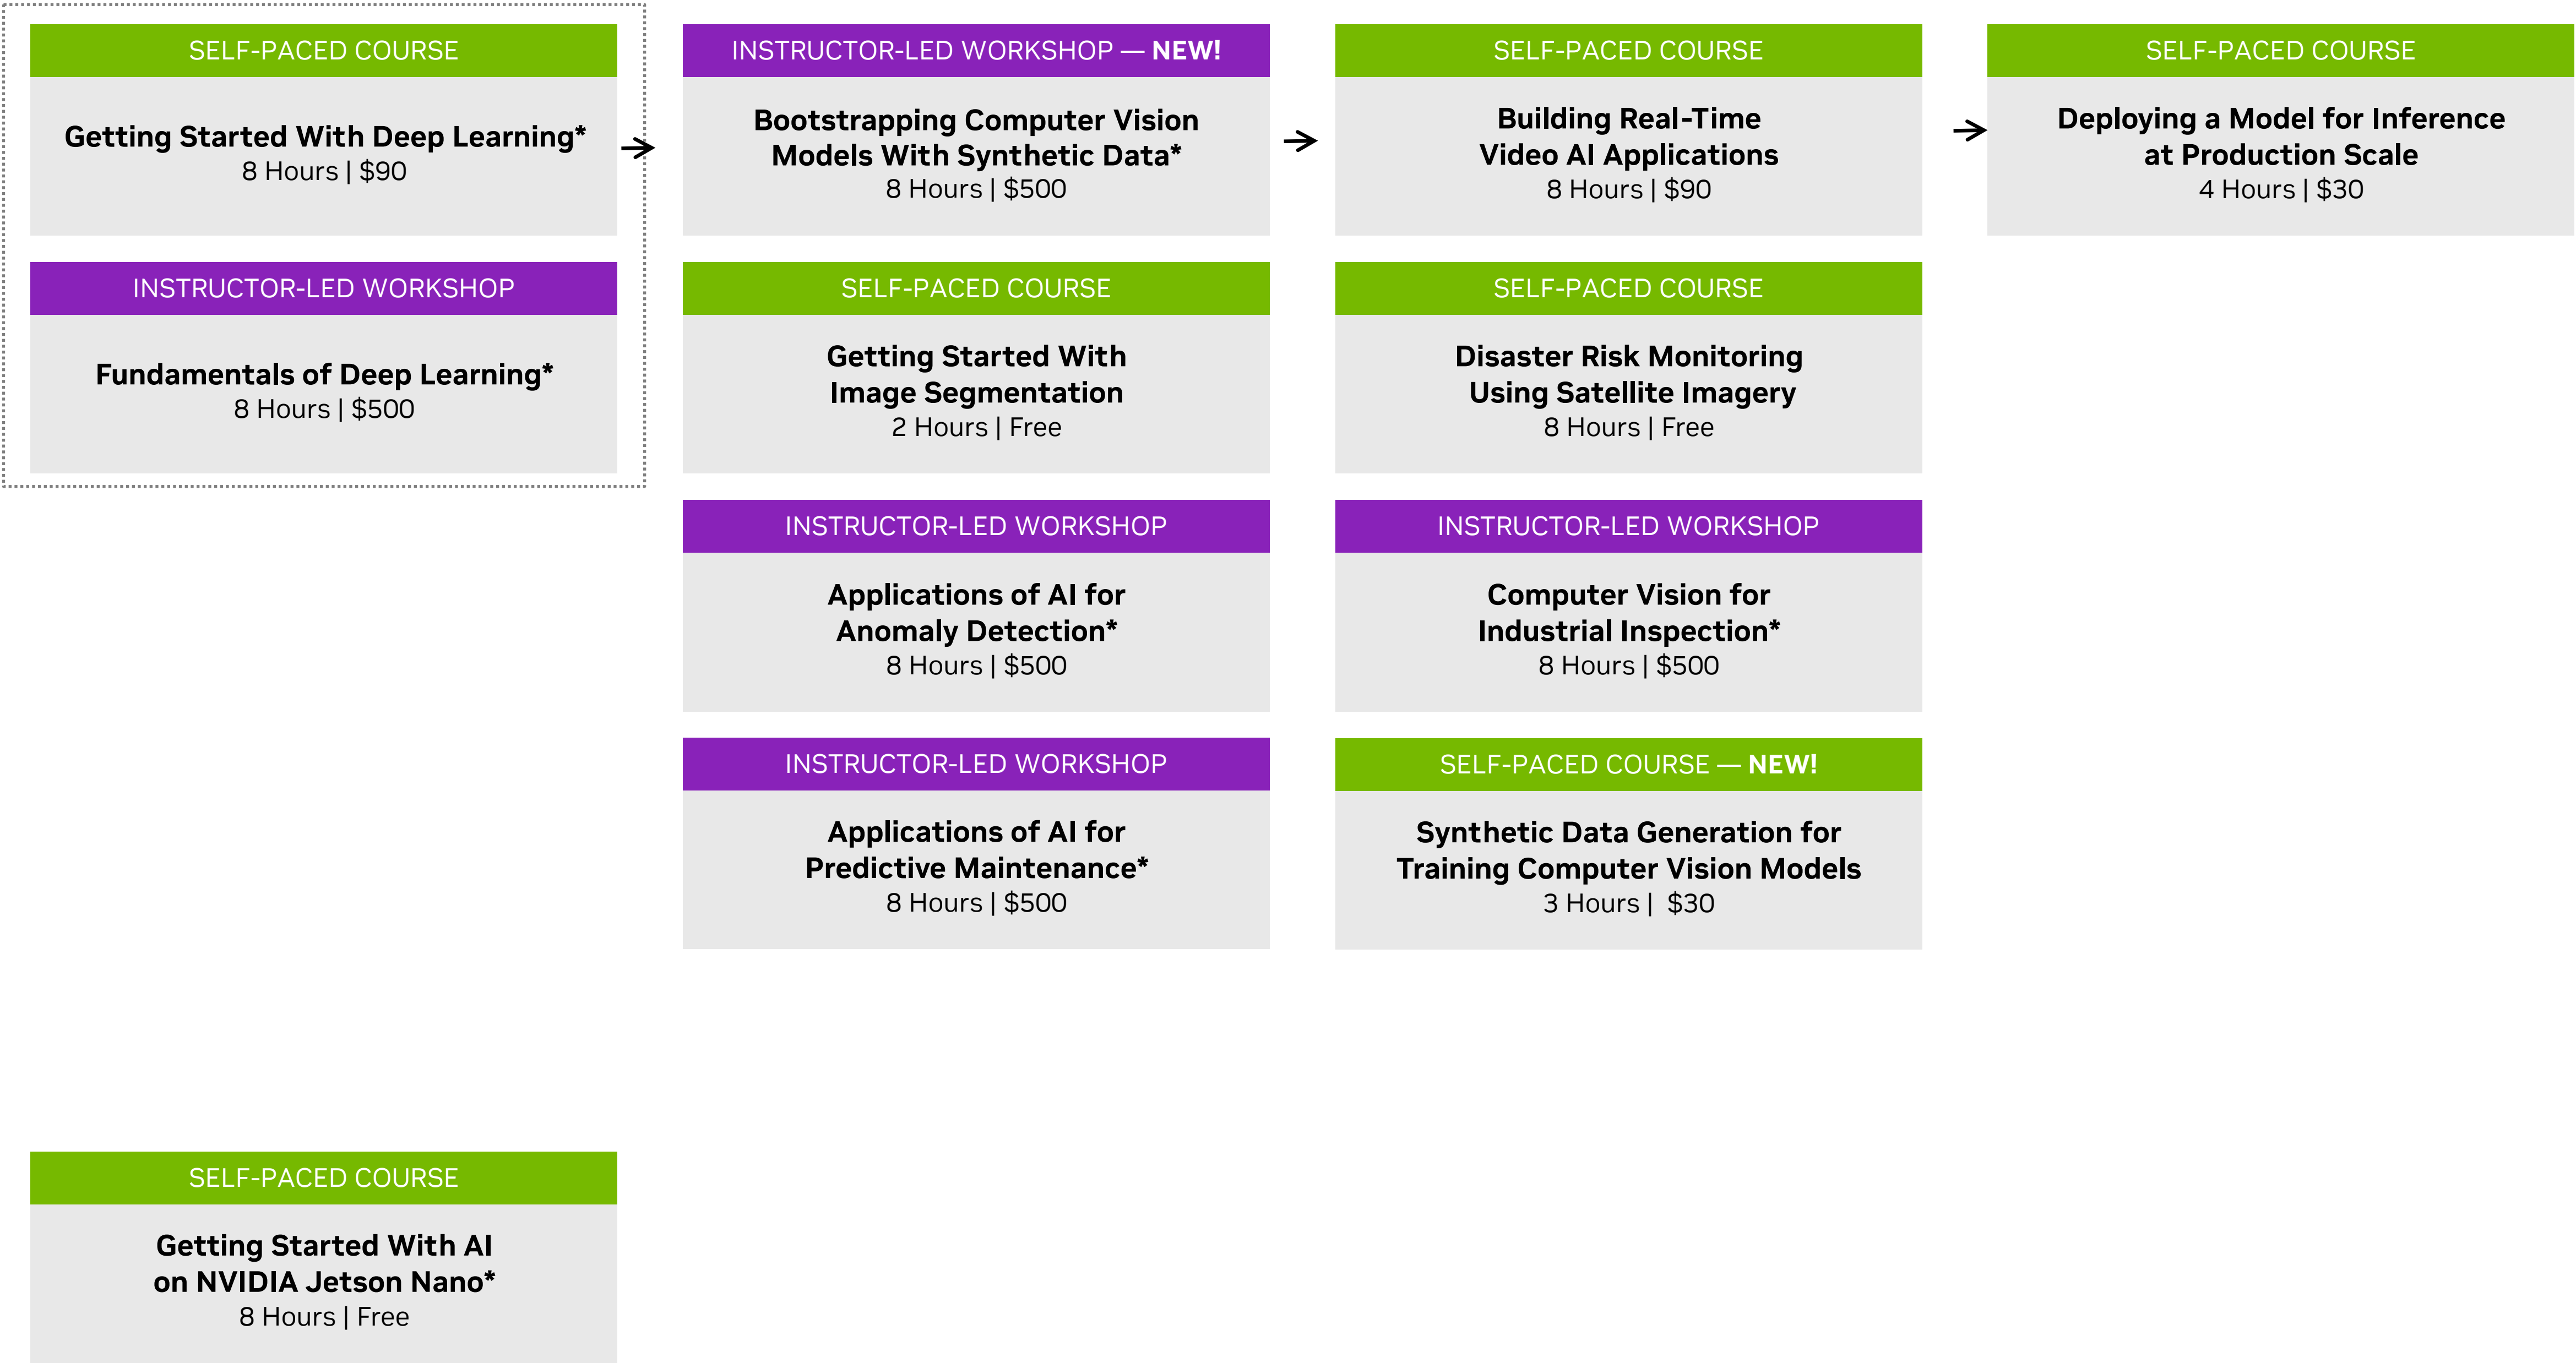 SELF-PACED COURSE
Getting Started With Deep Learning*
8 Hours | $90
INSTRUCTOR-LED WORKSHOP
Fundamentals of Deep Learning*
8 Hours | $500
INSTRUCTOR-LED WORKSHOP — NEW!
Bootstrapping Computer Vision
Models With Synthetic Data*
8 Hours | $500
SELF-PACED COURSE
Getting Started With
Image Segmentation
2 Hours | Free
INSTRUCTOR-LED WORKSHOP
Applications of AI for
Anomaly Detection*
8 Hours | $500
INSTRUCTOR-LED WORKSHOP
Applications of AI for
Predictive Maintenance*
8 Hours | $500
SELF-PACED COURSE
Building Real-Time
Video AI Applications
8 Hours | $90
SELF-PACED COURSE
Disaster Risk Monitoring
Using Satellite Imagery
8 Hours | Free
INSTRUCTOR-LED WORKSHOP
Computer Vision for
Industrial Inspection*
8 Hours | $500
SELF-PACED COURSE — NEW!
Synthetic Data Generation for
Training Computer Vision Models
3 Hours | $30
SELF-PACED COURSE
Deploying a Model for Inference
at Production Scale
4 Hours | $30
SELF-PACED COURSE
Getting Started With AI
on NVIDIA Jetson Nano*
8 Hours | Free